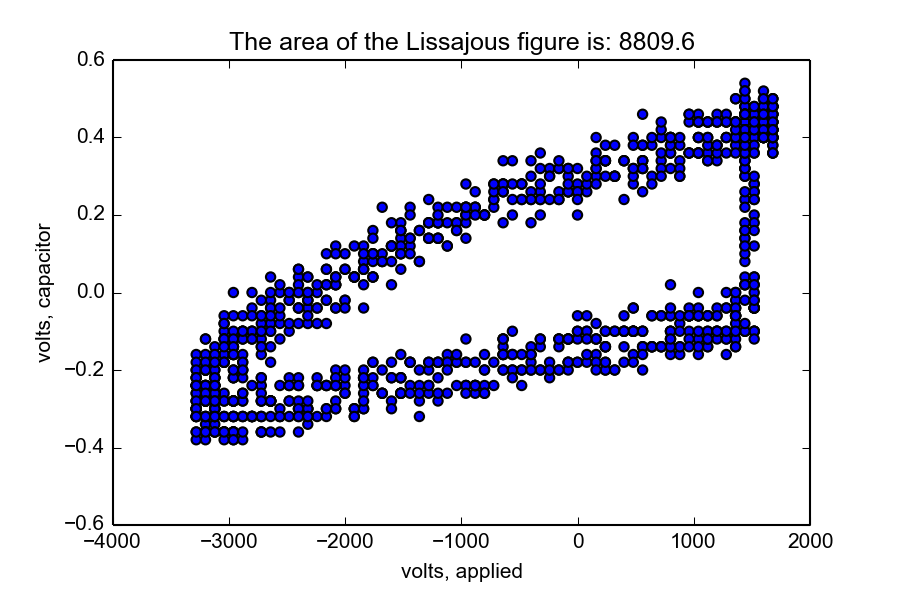 The area of the Lissajous figure is: 8809.6
0.6
0.4
0.2
0.0
−0.2
−0.4
−0.6
volts, capacitor
−4000 −3000 −2000 −1000 0 1000 2000
volts, applied